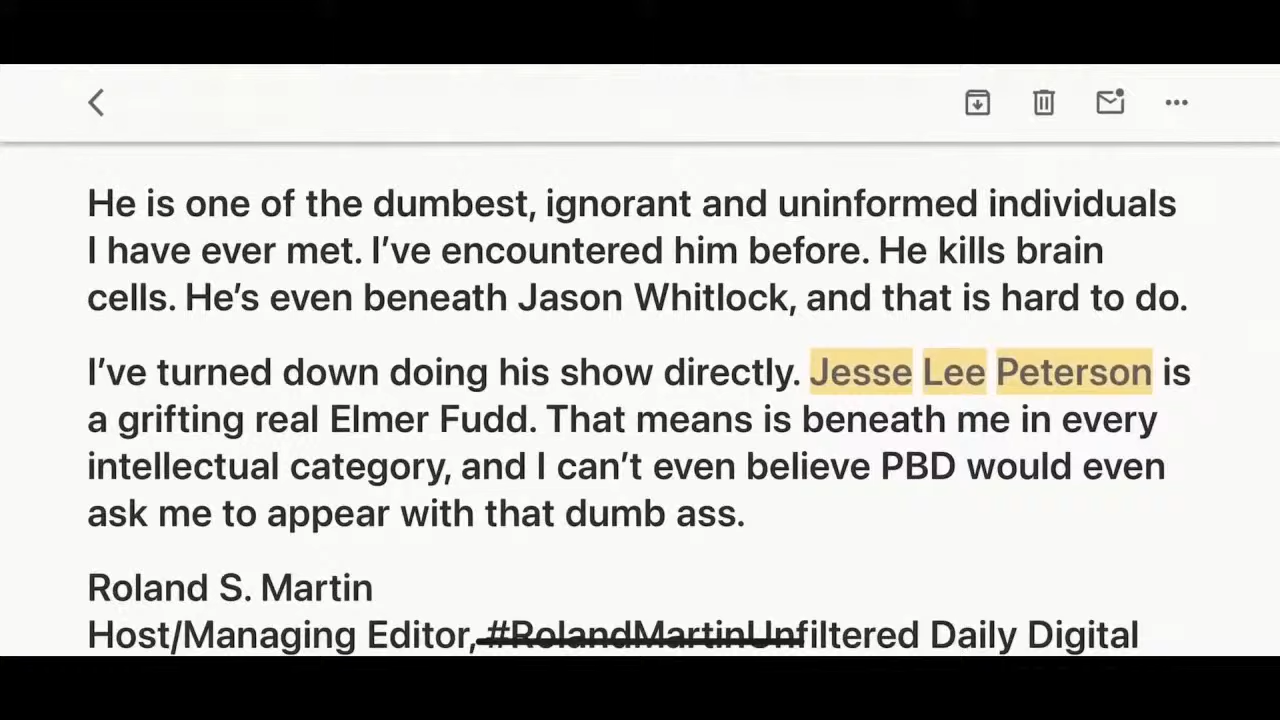 He is one of the dumbest, ignorant and uninformed individuals
I have ever met. I’ve encountered him before. He kills brain
cells. He’s even beneath Jason Whitlock, and that is hard to do.
I’ve turned down doing his show directly. Jesse Lee Peterson is
a grifting real Elmer Fudd. That means is beneath me in every
intellectual category, and I can’t even believe PBD would even
ask me to appear with that dumb ass.
Roland S. Martin
Host/Managing Editor, #RolandMartinUnfiltered Daily Digital